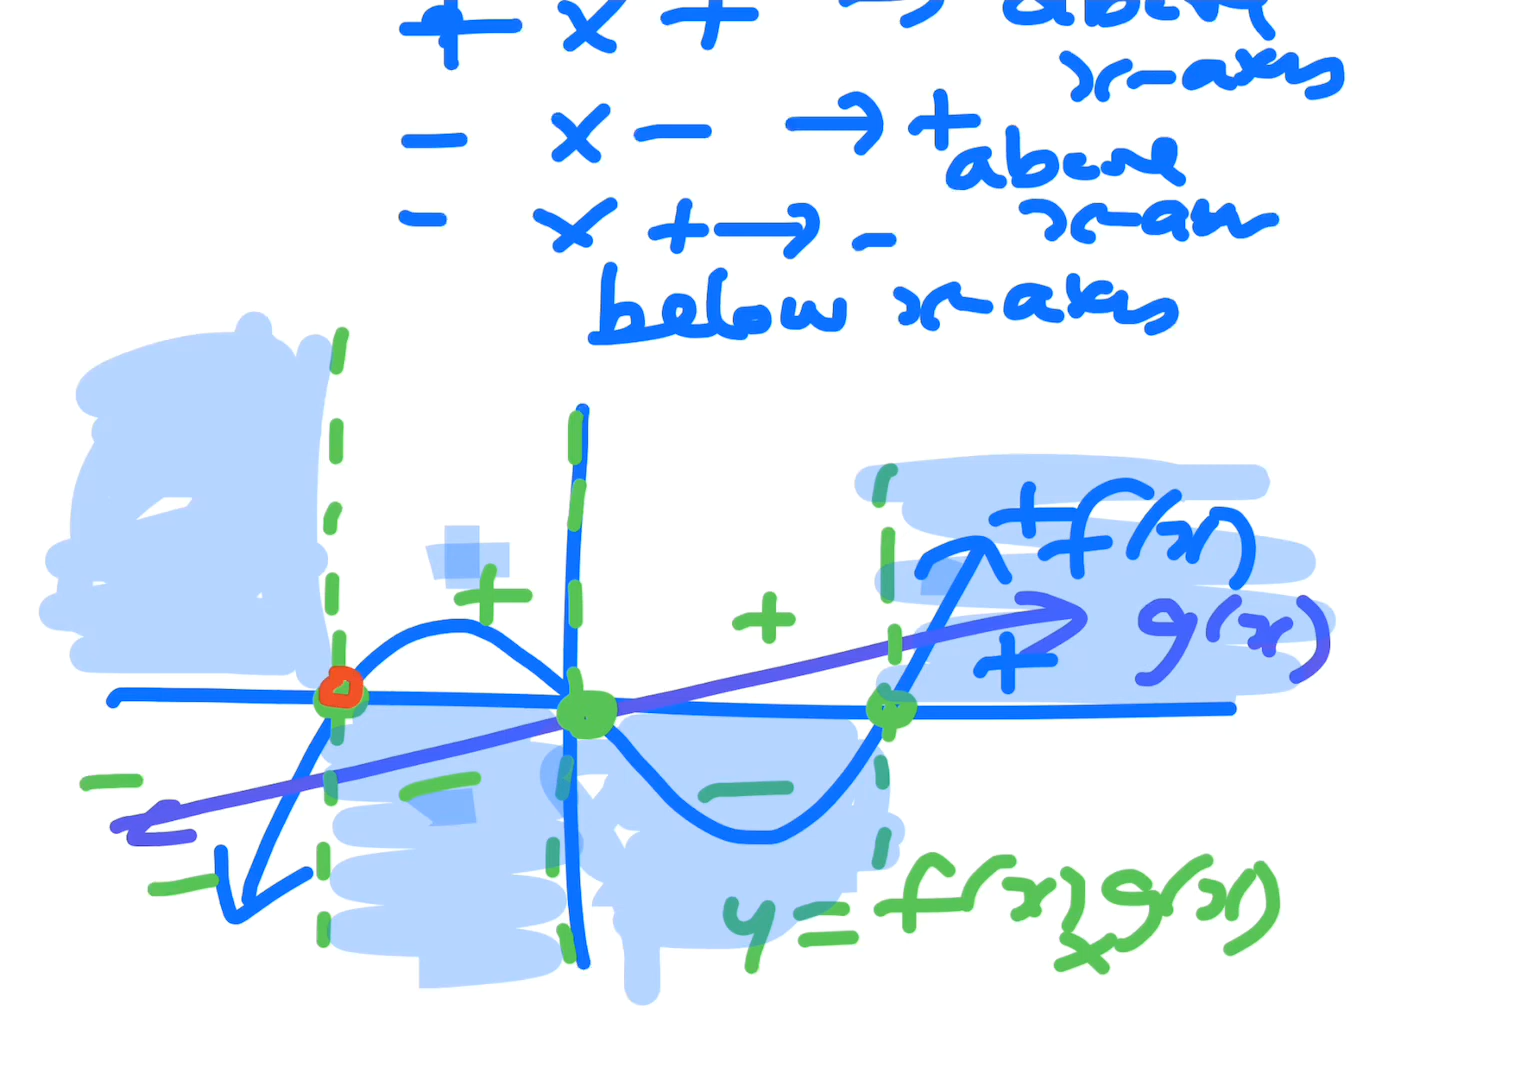 + × + → above
x-axis
- × - → +
above
x-axis
- × + → -
below x-axis
+ f(x)
+ +
g(x)
+
- - -
-
y = f(x) × g(x)